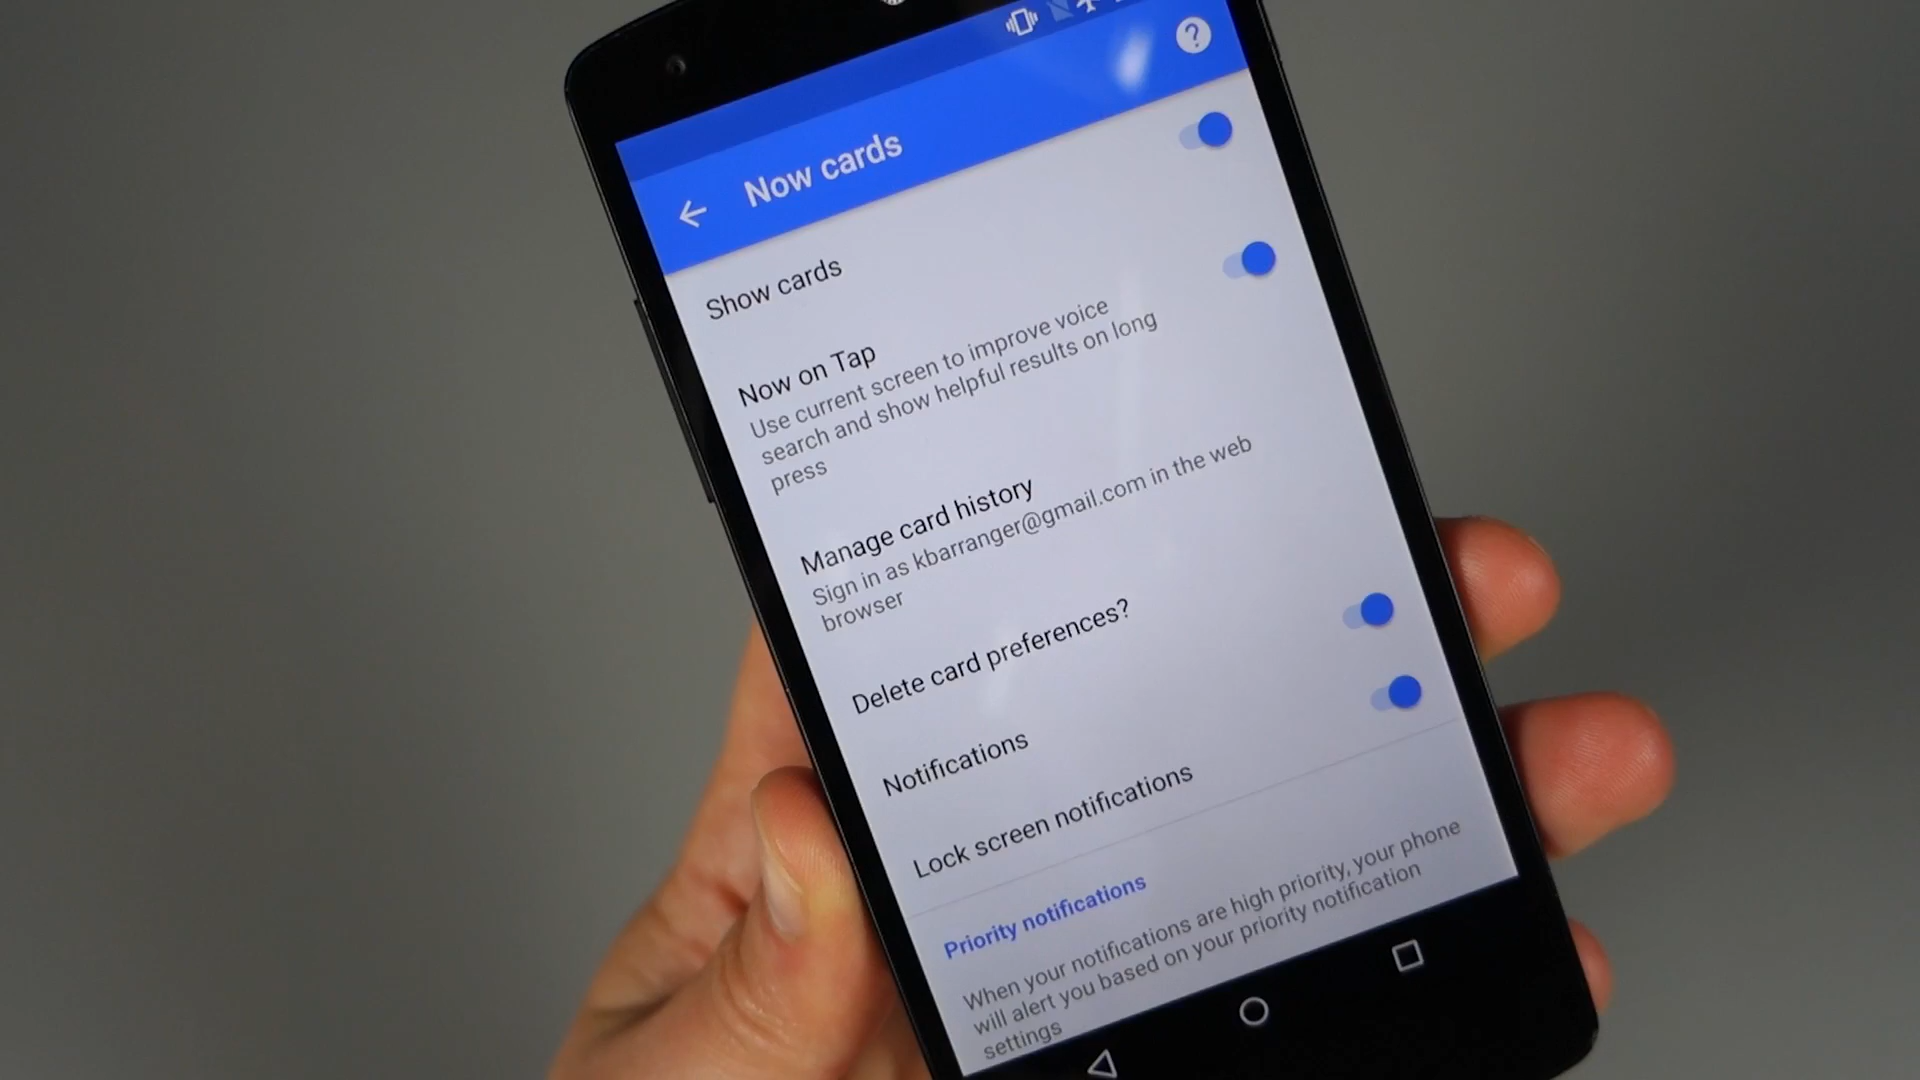 Now cards
?
Show cards
Now on Tap
Use current screen to improve voice
search and show helpful results on long
press
Manage card history
Sign in as kbarranger@gmail.com in the web
browser
Delete card preferences?
Notifications
Lock screen notifications
Priority notifications
When your notifications are high priority, your phone
will alert you based on your priority notification
settings